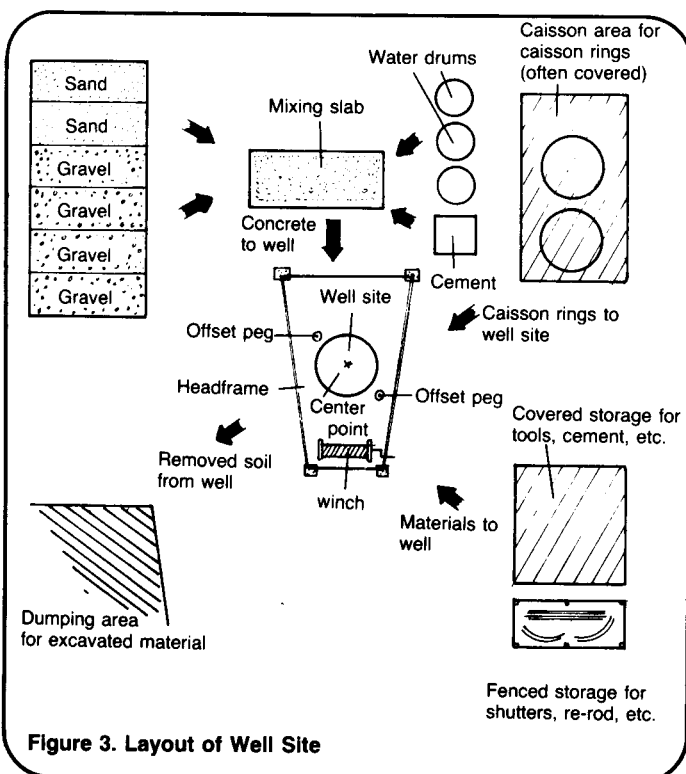 Sand
Sand
Gravel
Gravel
Gravel
Gravel
Water drums
Mixing slab
Concrete
to well
Cement
Caisson area for
caisson rings
(often covered)
Caisson rings to
well site
Well site
Offset peg
Headframe
Center
point
Offset peg
winch
Removed soil
from well
Materials to
well
Covered storage for
tools, cement, etc.
Dumping area
for excavated material
Fenced storage for
shutters, re-rod, etc.
Figure 3. Layout of Well Site